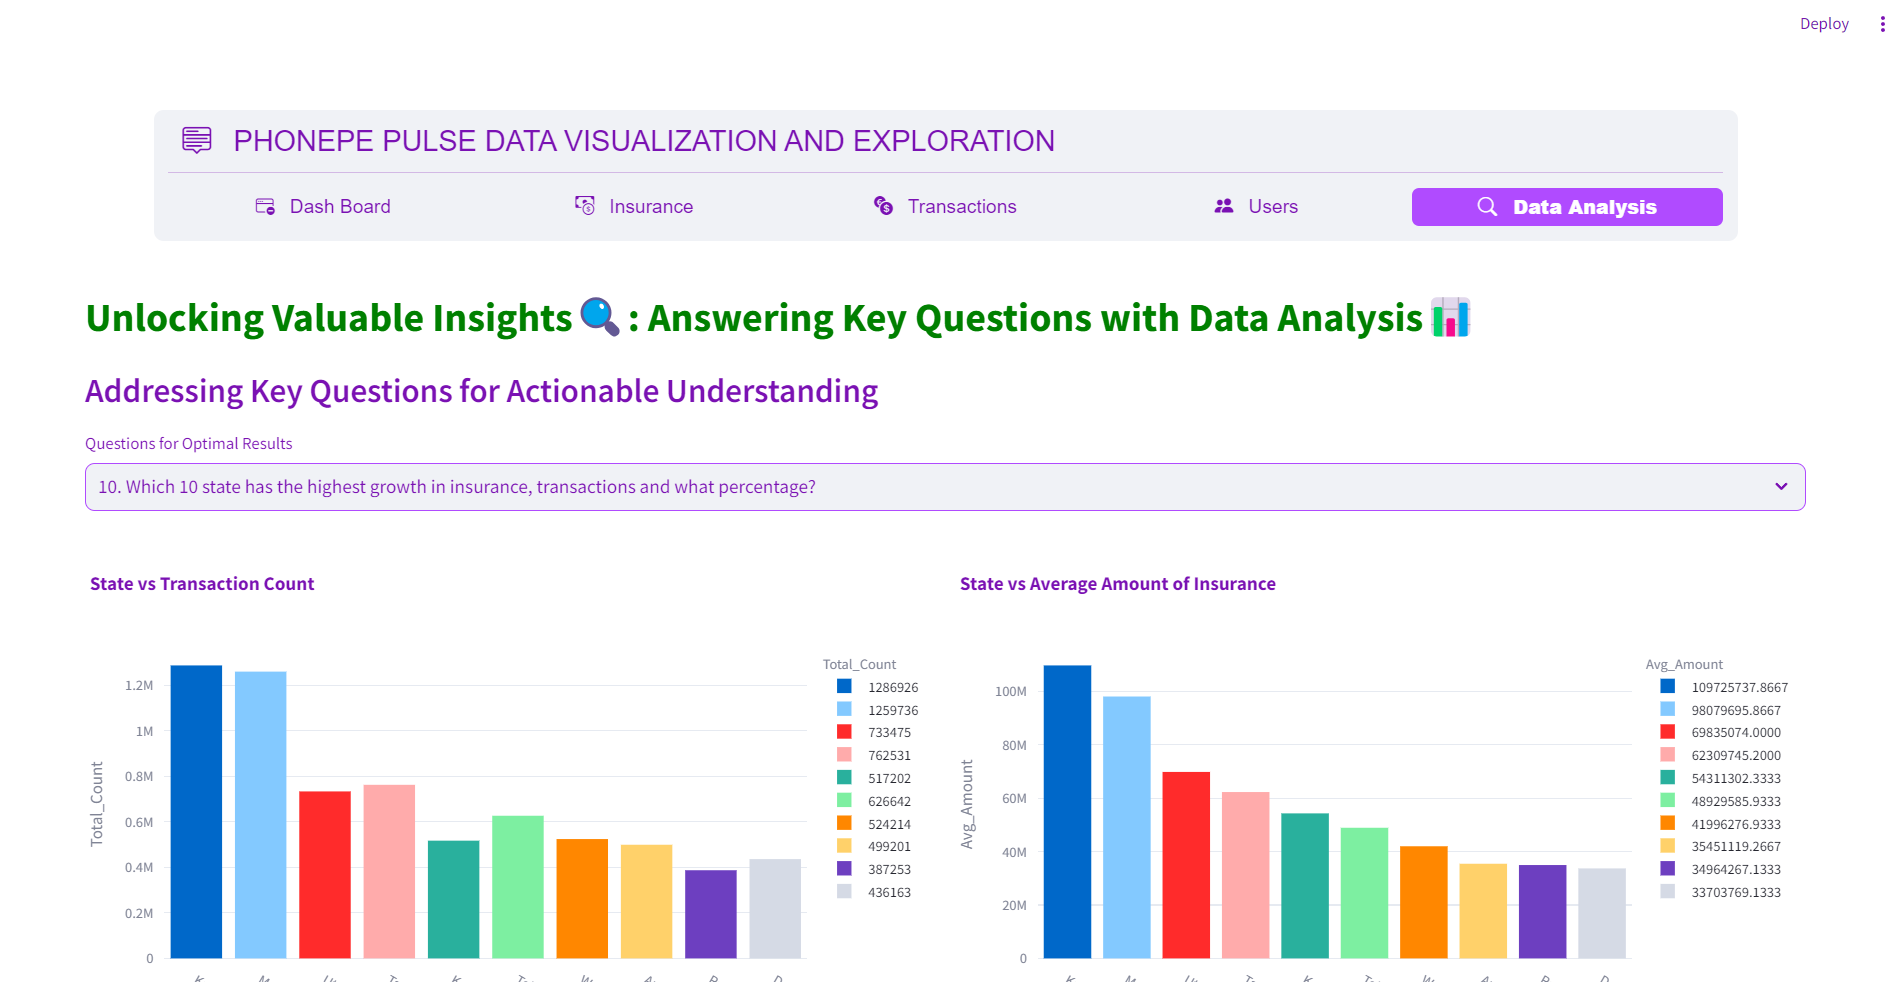 Deploy
PHONEPE PULSE DATA VISUALIZATION AND EXPLORATION
Dash Board
Insurance
Transactions
Users
Data Analysis
Unlocking Valuable Insights : Answering Key Questions with Data Analysis
Addressing Key Questions for Actionable Understanding
Questions for Optimal Results
10. Which 10 state has the highest growth in insurance, transactions and what percentage?
State vs Transaction Count
Total_Count
1.2M
1M
0.8M
0.6M
0.4M
0.2M
0
Total_Count
1286926
1259736
733475
762531
517202
626642
524214
499201
387253
436163
State vs Average Amount of Insurance
Avg_Amount
100M
80M
60M
40M
20M
0
Avg_Amount
109725737.8667
98079695.8667
69835074.0000
62309745.2000
54311302.3333
48929585.9333
41996276.9333
35451119.2667
34964267.1333
33703769.1333